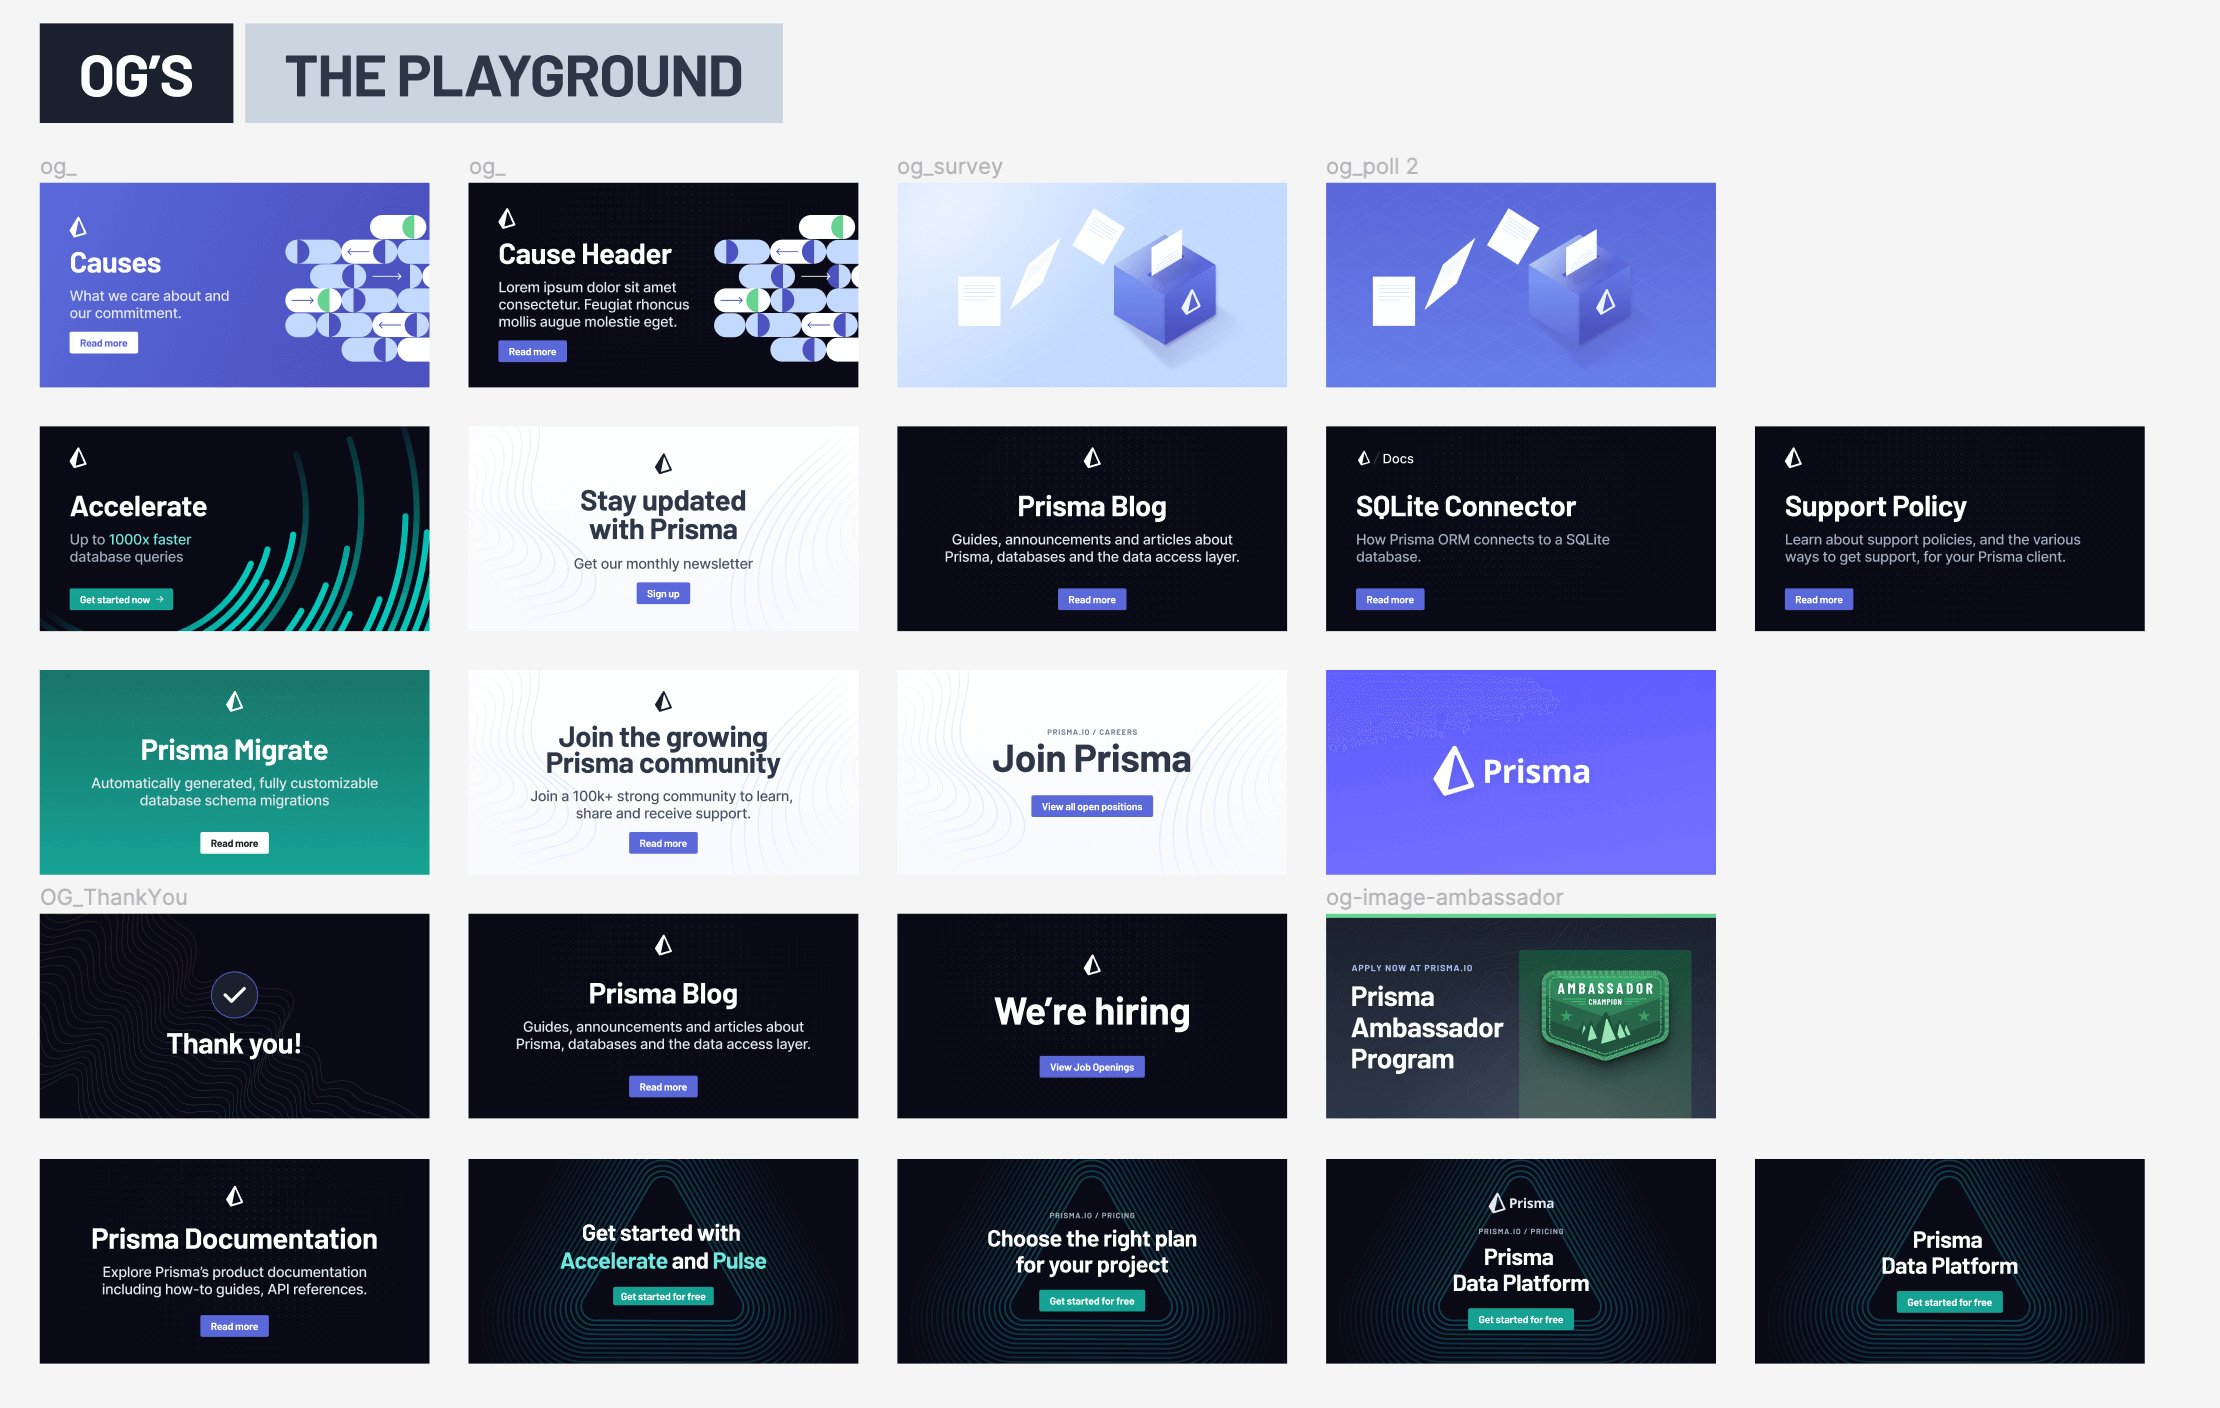 OG’S
THE PLAYGROUND
og_
og_
og_survey
og_poll 2
Causes
What we care about and
our commitment.
Read more
Cause Header
Lorem ipsum dolor sit amet
consectetur. Feugiat rhoncus
mollis augue molestie eget.
Read more
Accelerate
Up to 1000x faster
database queries
Get started now →
Stay updated
with Prisma
Get our monthly newsletter
Sign up
Prisma Blog
Guides, announcements and articles about
Prisma, databases and the data access layer.
Read more
/ Docs
SQLite Connector
How Prisma ORM connects to a SQLite
database.
Read more
Support Policy
Learn about support policies, and the various
ways to get support, for your Prisma client.
Read more
Prisma Migrate
Automatically generated, fully customizable
database schema migrations
Read more
Join the growing
Prisma community
Join a 100k+ strong community to learn,
share and receive support.
Read more
PRISMA.IO / CAREERS
Join Prisma
View all open positions
Prisma
OG_ThankYou
og-image-ambassador
Thank you!
Prisma Blog
Guides, announcements and articles about
Prisma, databases and the data access layer.
Read more
We’re hiring
View Job Openings
APPLY NOW AT PRISMA.IO
Prisma
Ambassador
Program
AMBASSADOR
CHAMPION
Prisma Documentation
Explore Prisma’s product documentation
including how-to guides, API references.
Read more
Get started with
Accelerate and Pulse
Get started for free
PRISMA.IO / PRICING
Choose the right plan
for your project
Get started for free
Prisma
PRISMA.IO / PRICING
Prisma
Data Platform
Get started for free
Prisma
Data Platform
Get started for free